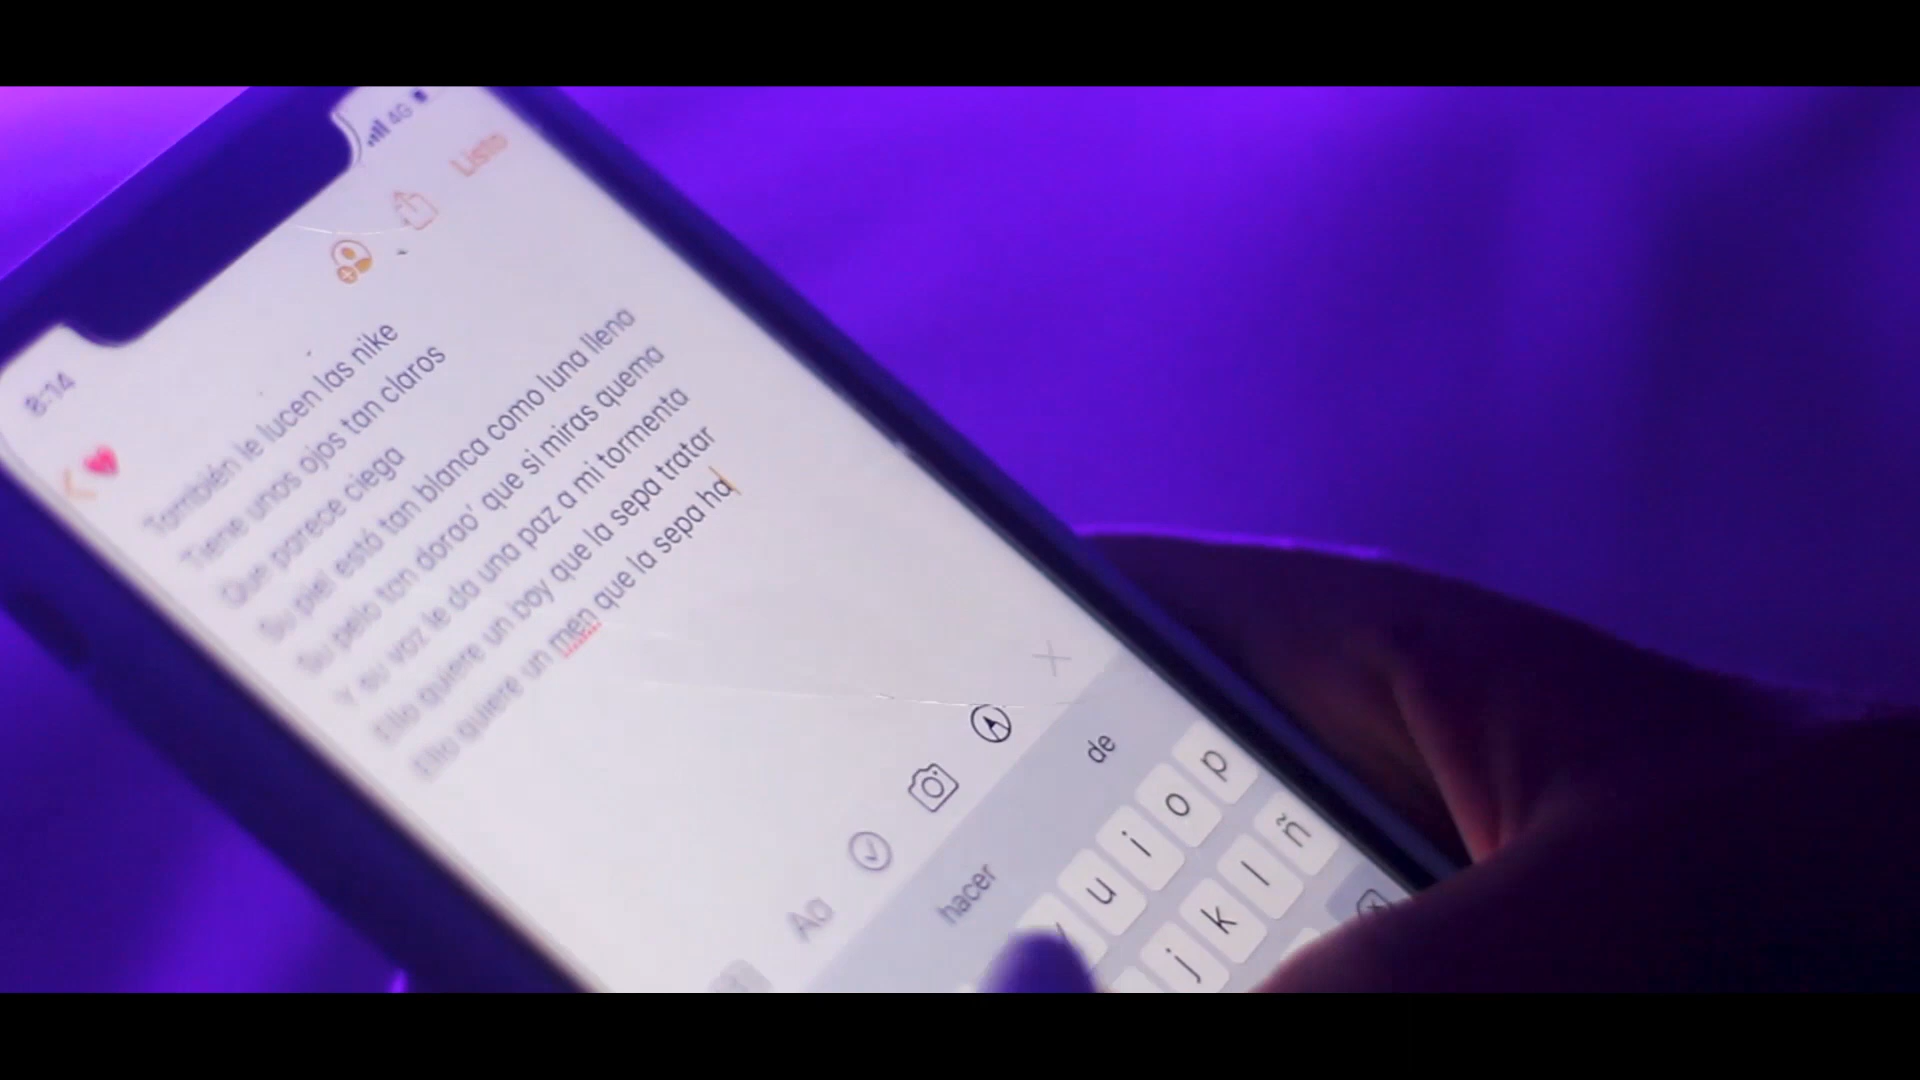 4G
8:14
Listo
También le lucen las nike
Tiene unos ojos tan claros
Que parece ciega
Su piel está tan blanca como luna llena
Su pelo tan dorao' que si miras quema
Y su voz le da una paz a mi tormenta
Ella quiere un boy que la sepa tratar
Ella quiere un men que la sepa ha
Aa
hacer
de
u i o p
j k l ñ